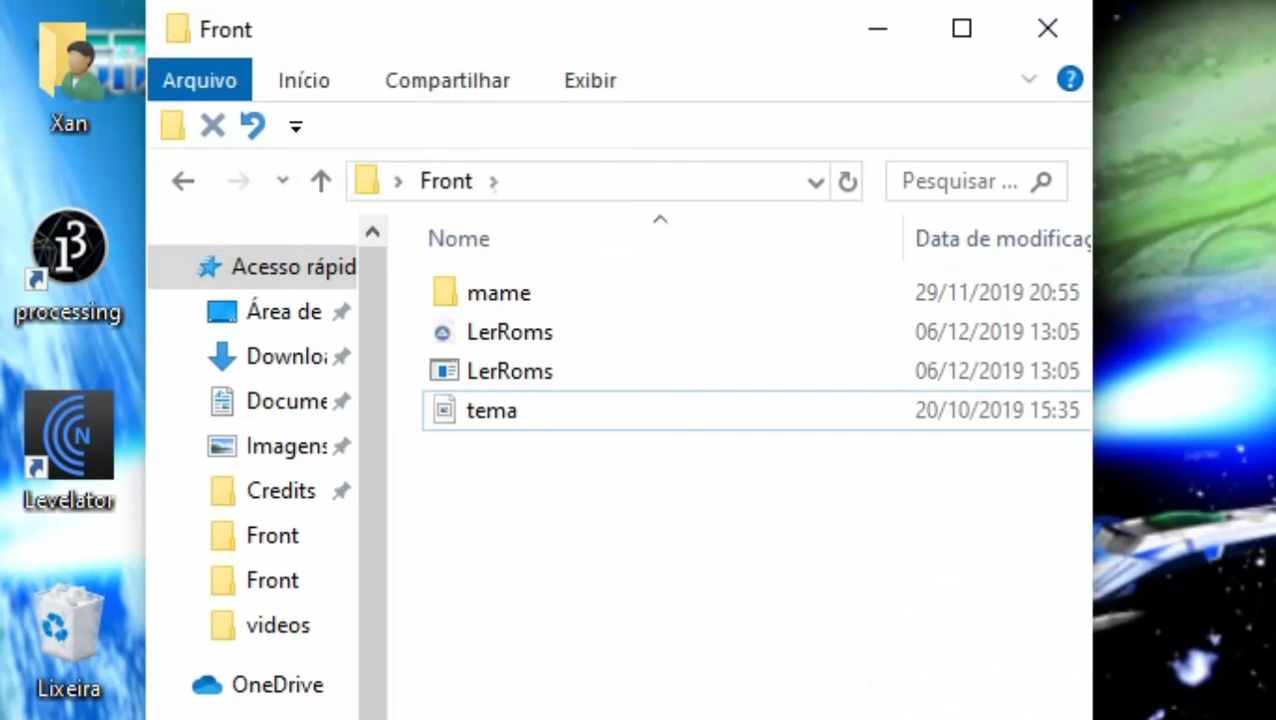 Front
Arquivo Início Compartilhar Exibir
Front
Pesquisar ...
Nome Data de modificaç
mame 29/11/2019 20:55
LerRoms 06/12/2019 13:05
LerRoms 06/12/2019 13:05
tema 20/10/2019 15:35
Acesso rápid
Área de
Downloa
Docume
Imagens
Credits
Front
Front
videos
OneDrive
Xan
processing
Levelator
Lixeira